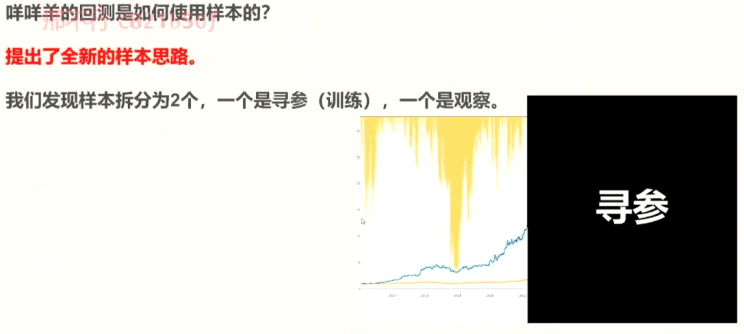 咩咩羊的回测是如何使用样本的？
提出了全新的样本思路。
我们发现样本拆分为2个，一个是寻参（训练），一个是观察。
寻参